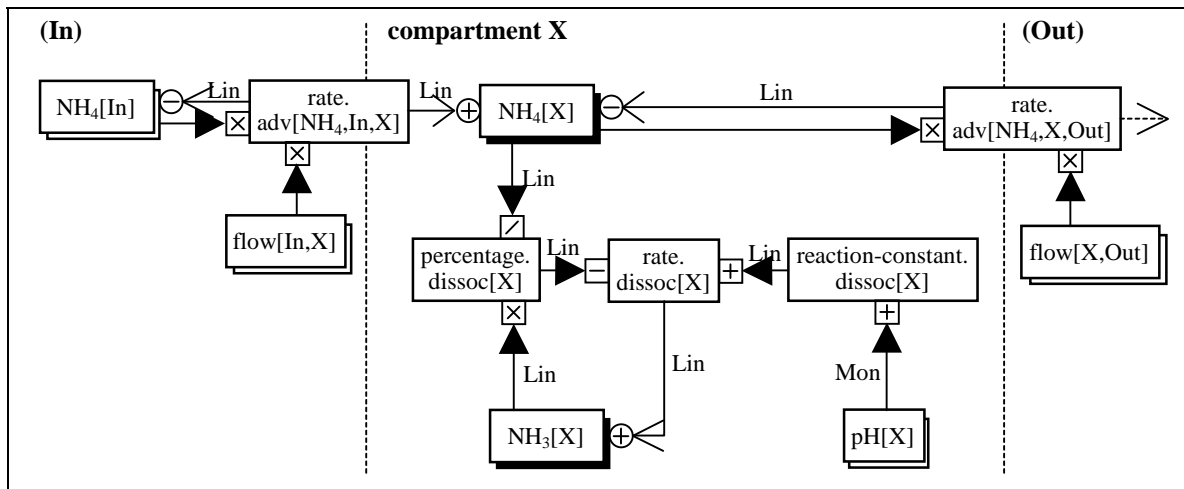 (In)
compartment X
(Out)
Lin
Lin
Lin
NH₄[In]
rate.
adv[NH₄,In,X]
NH₄[X]
rate.
adv[NH₄,X,Out]
Lin
flow[In,X]
flow[X,Out]
percentage.
dissoc[X]
Lin
rate.
dissoc[X]
Lin
reaction-constant.
dissoc[X]
Lin
Lin
Mon
NH₃[X]
pH[X]